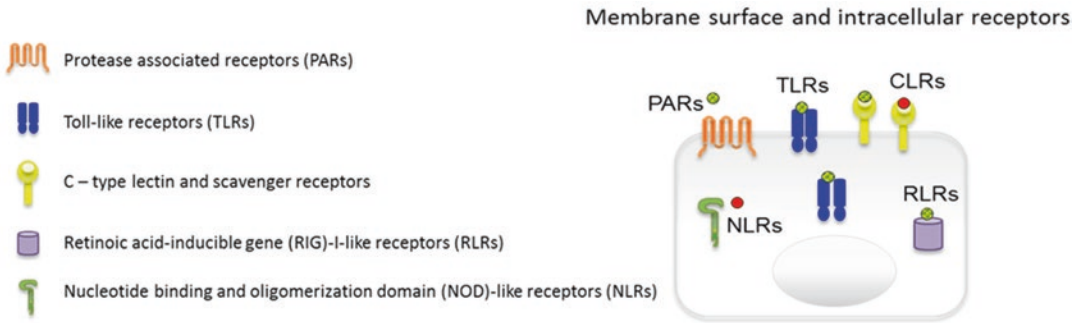 Membrane surface and intracellular receptors
Protease associated receptors (PARs)
Toll-like receptors (TLRs)
C – type lectin and scavenger receptors
Retinoic acid-inducible gene (RIG)-I-like receptors (RLRs)
Nucleotide binding and oligomerization domain (NOD)-like receptors (NLRs)
PARs
TLRs
CLRs
NLRs
RLRs